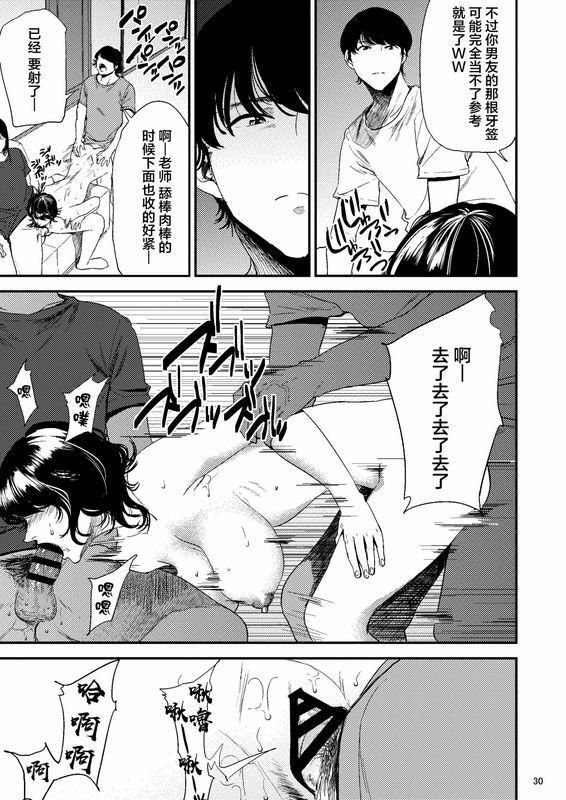 不过你男友的那根牙签
可能完全当不了参考
就是了WW
啊—老师 舔棒肉棒的
时候下面也收的好紧—
已经 要射了—
啊—
去了去了去了去了
嗯噗
嗯嗯
嗯嗯
啾噜—
啾—
哈啊啊
啊啊
30